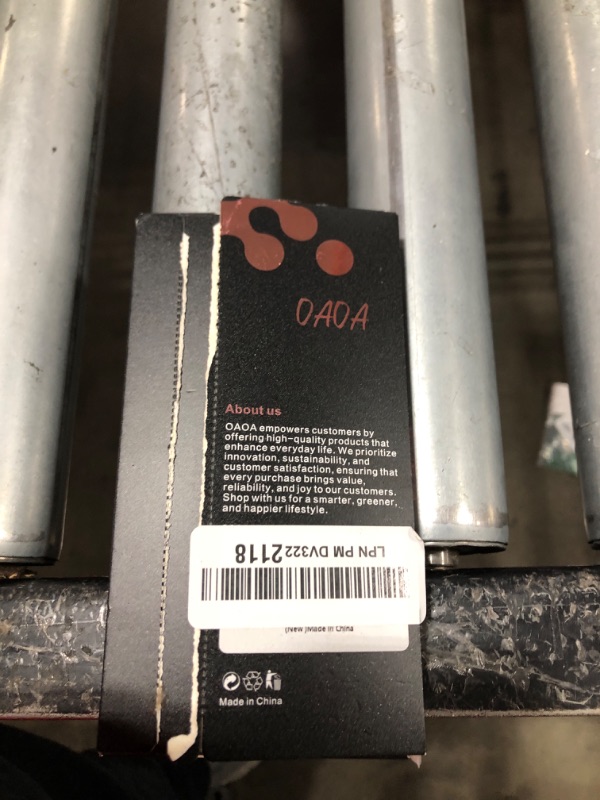 OAOA
About us
OAOA empowers customers by
offering high-quality products that
enhance everyday life. We prioritize
innovation, sustainability, and
customer satisfaction, ensuring that
every purchase brings value,
reliability, and joy to our customers.
Shop with us for a smarter, greener,
and happier lifestyle.
LPN PM DV3222118
(New )Made in China
Made in China